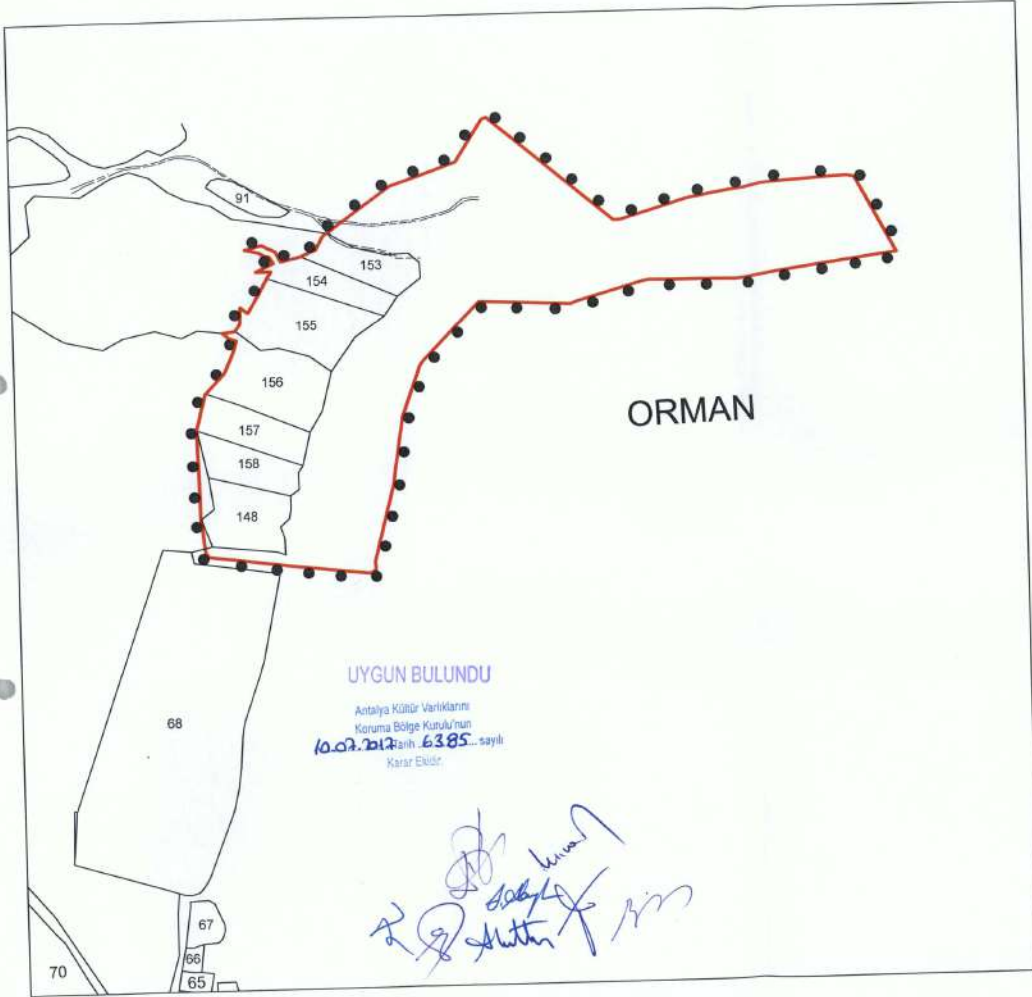 91
153
154
155
156
ORMAN
157
158
148
UYGUN BULUNDU
Antalya Kültür Varlıklarını
Koruma Bölge Kurulu'nun
10.07.2017 Tarih ..6385.. sayılı
Karar Ekidir.
68
67
66
65
70